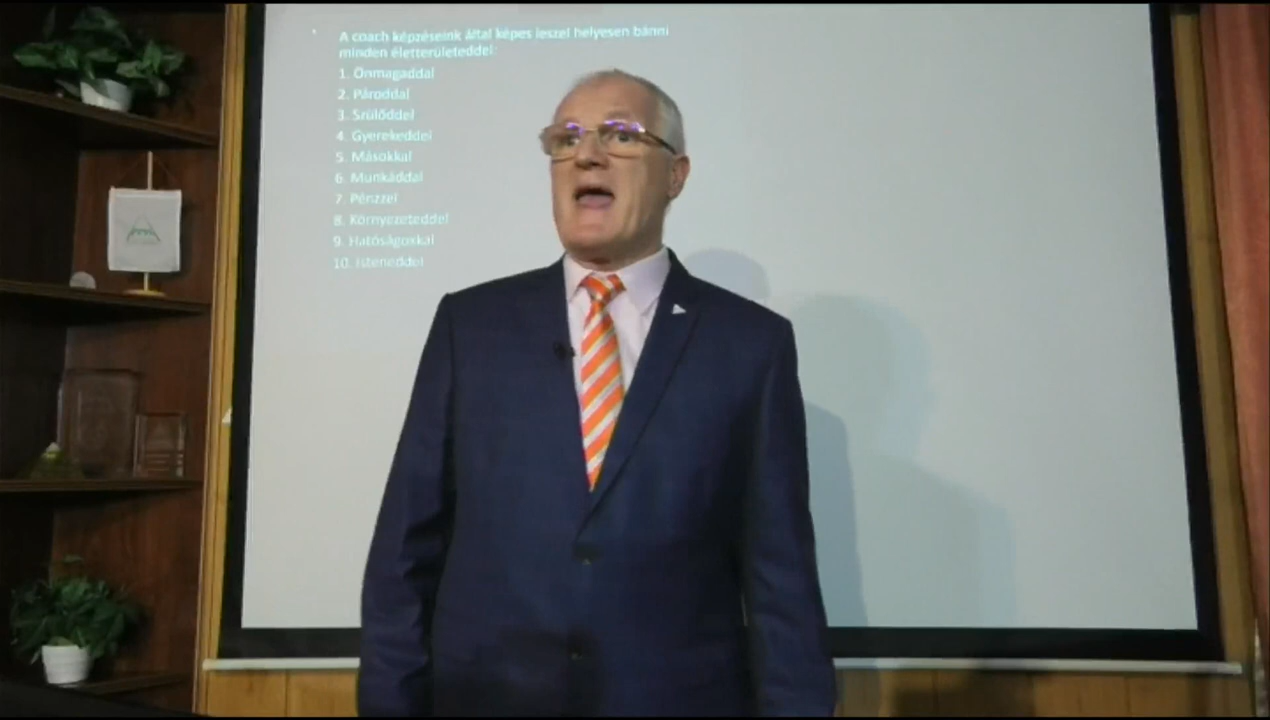 A coach képzéseink által képes leszel helyesen bánni
minden életterületeddel:
1. Önmagaddal
2. Pároddal
3. Szülőddel
4. Gyerekeddel
5. Másokkal
6. Munkáddal
7. Pénzzel
8. Környezeteddel
9. Hatóságokkal
10. Isteneddel